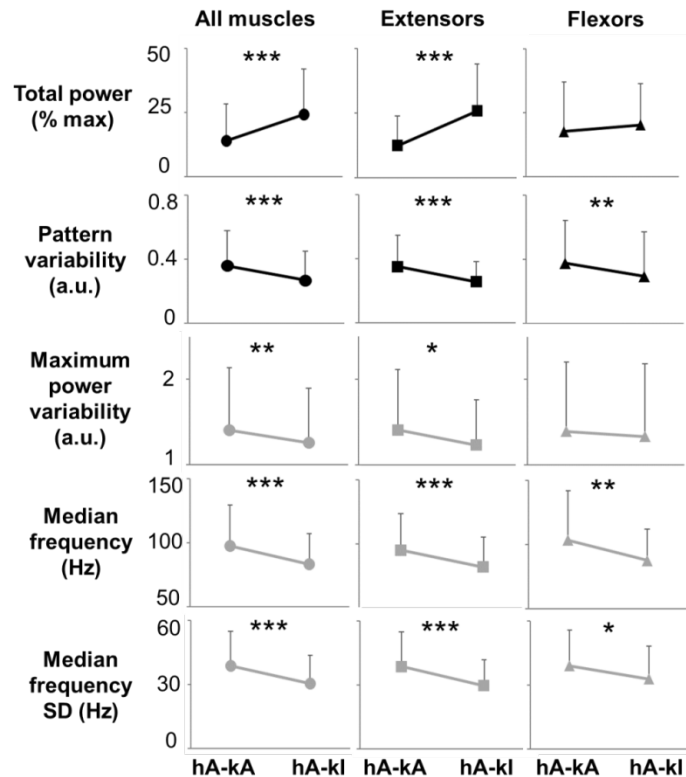 All muscles Extensors Flexors
Total power
(% max)
50
25
0
*** ***
Pattern
variability
(a.u.)
0.8
0.4
0
*** *** **
Maximum
power
variability
(a.u.)
2
1
** *
Median
frequency
(Hz)
150
100
50
*** *** **
Median
frequency
SD (Hz)
60
30
0
*** *** *
hA-kA hA-kI hA-kA hA-kI hA-kA hA-kI